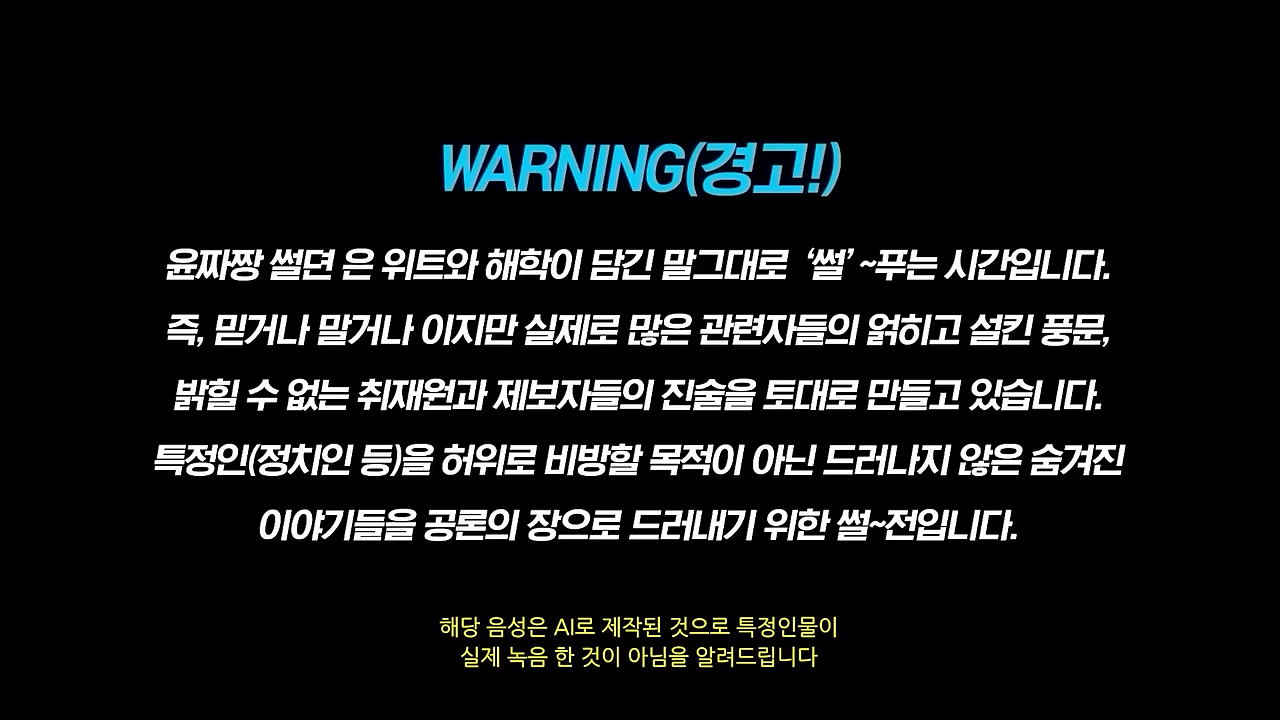 WARNING(경고!)
윤짜장 썰뎐 은 위트와 해학이 담긴 말그대로 ‘썰’ ~푸는 시간입니다.
즉, 믿거나 말거나 이지만 실제로 많은 관련자들의 얽히고 설킨 풍문,
밝힐 수 없는 취재원과 제보자들의 진술을 토대로 만들고 있습니다.
특정인(정치인 등)을 허위로 비방할 목적이 아닌 드러나지 않은 숨겨진
이야기들을 공론의 장으로 드러내기 위한 썰~전입니다.
해당 음성은 AI로 제작된 것으로 특정인물이
실제 녹음 한 것이 아님을 알려드립니다